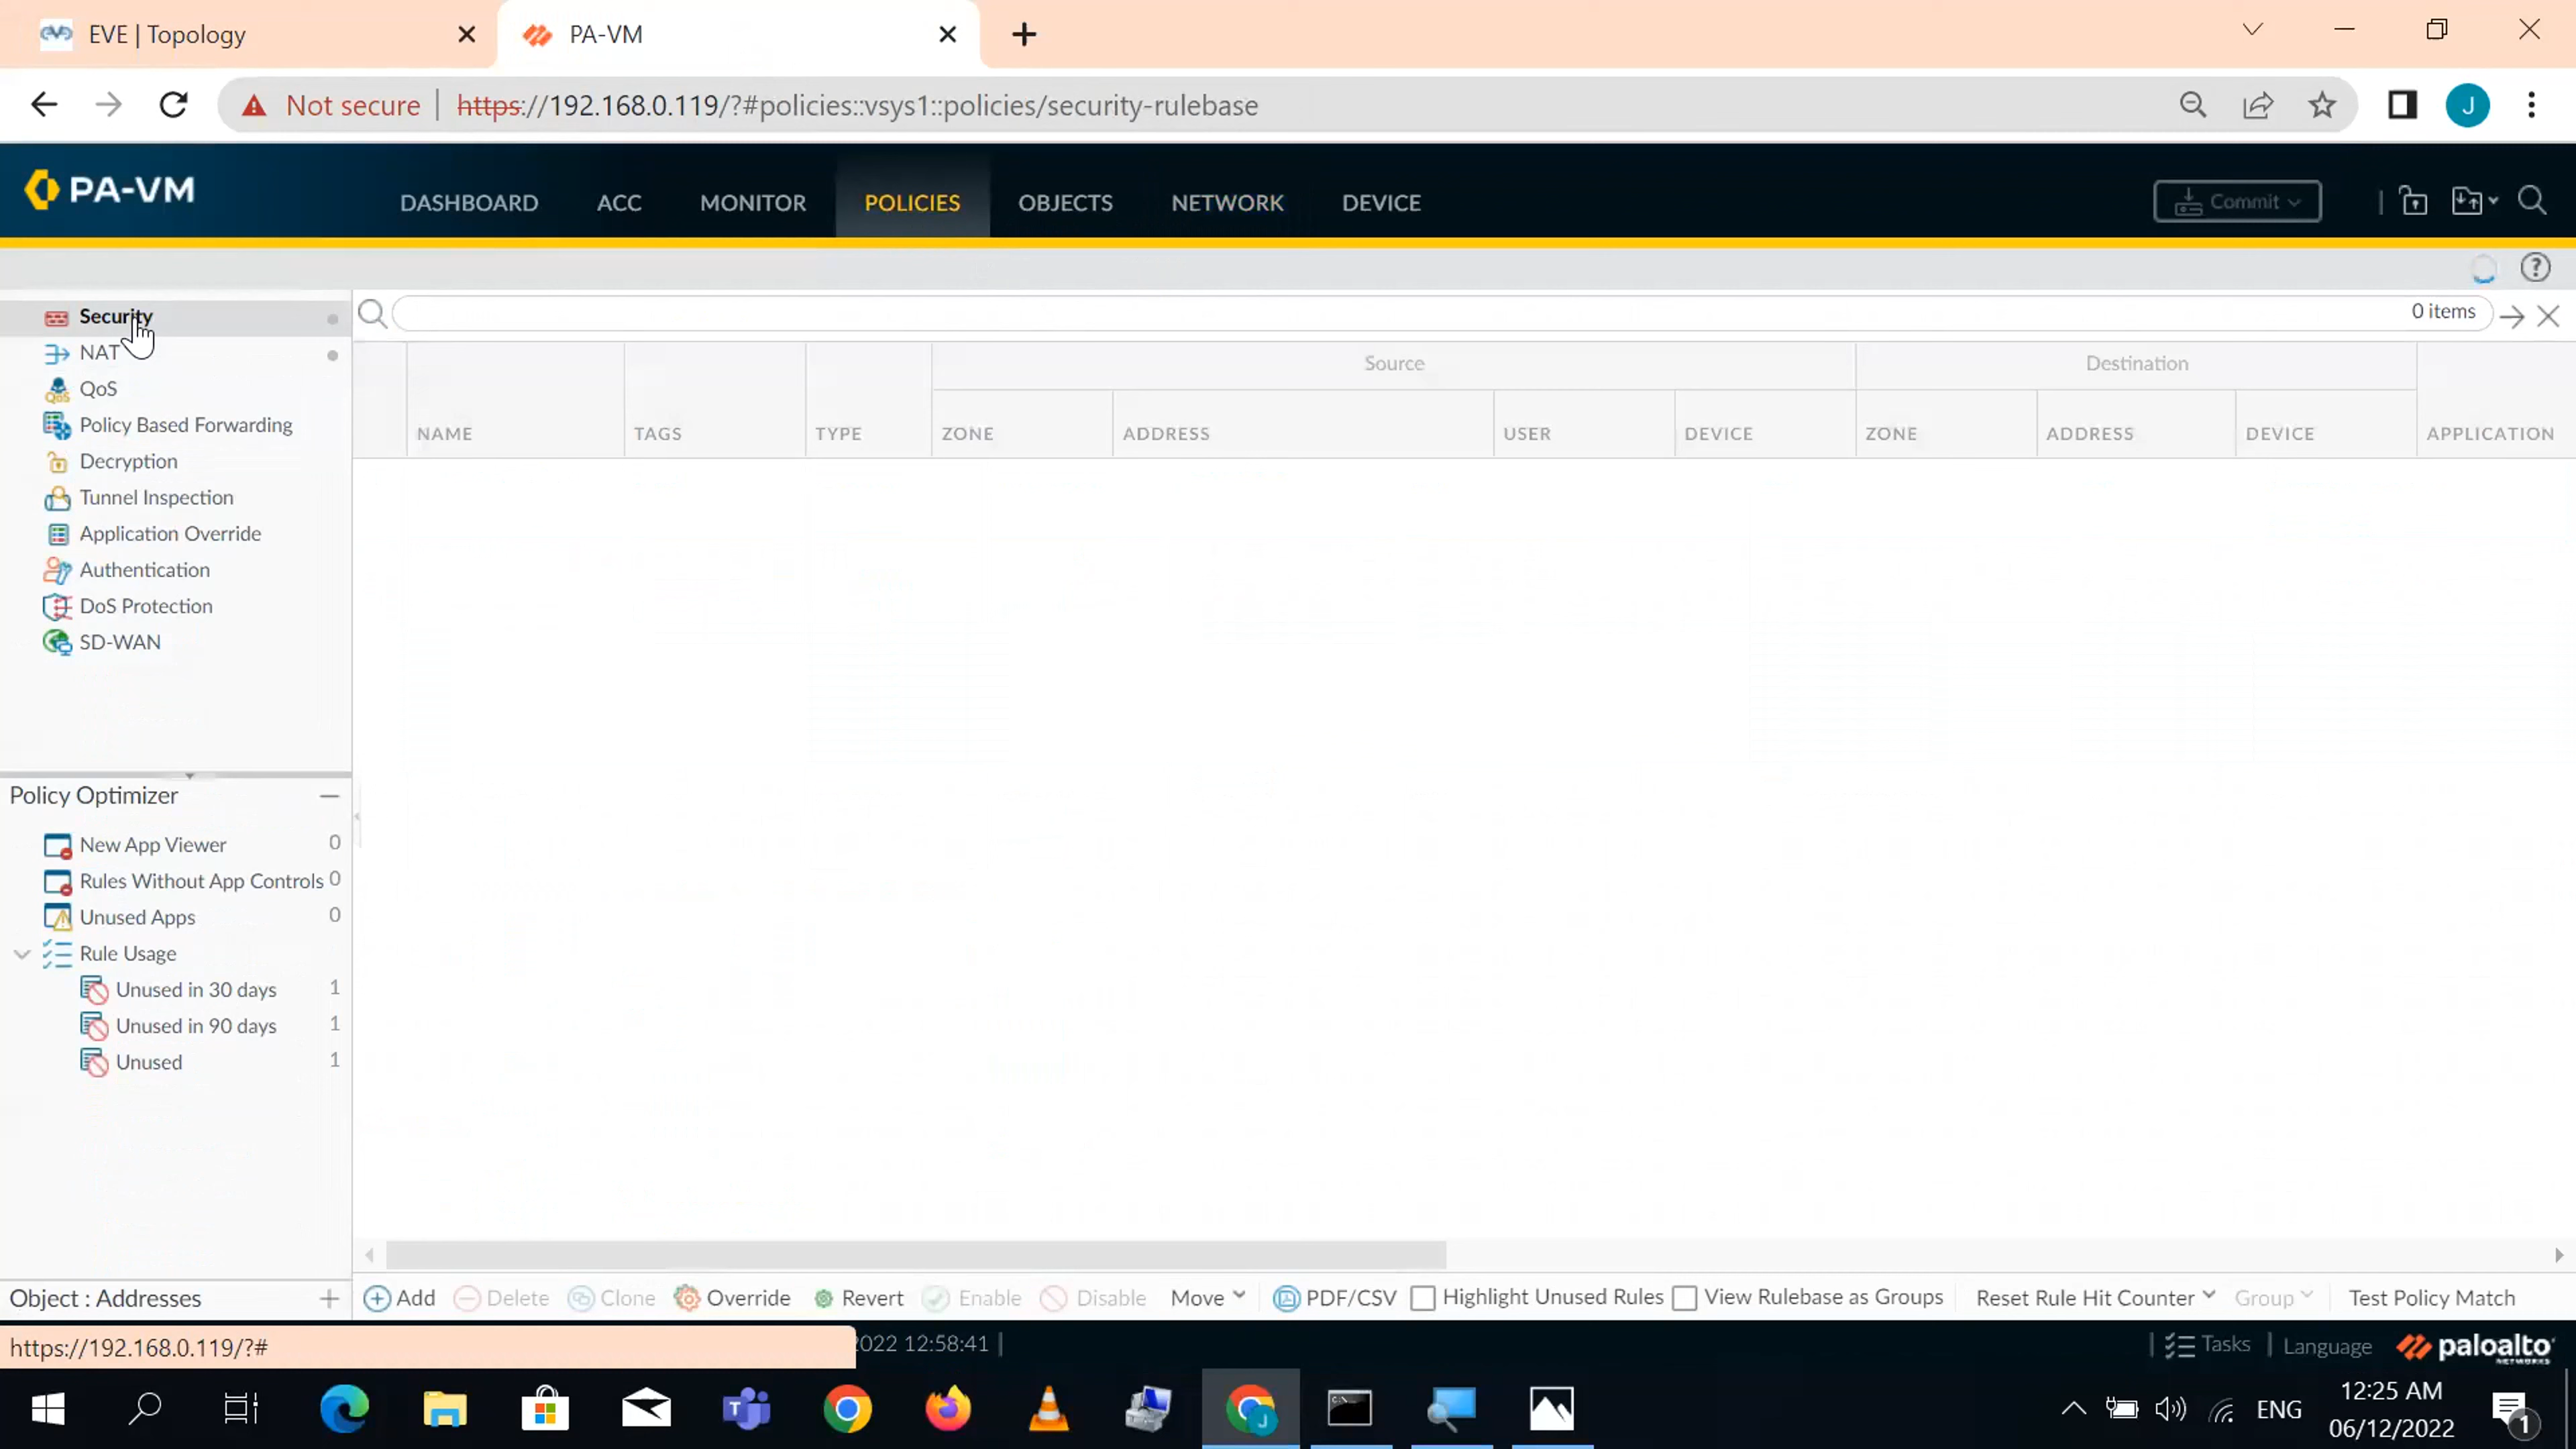 EVE | Topology
PA-VM
Not secure | https://192.168.0.119/?#policies::vsys1::policies/security-rulebase
J
PA-VM
DASHBOARD ACC MONITOR POLICIES OBJECTS NETWORK DEVICE
Commit
Security
NAT
QoS
Policy Based Forwarding
Decryption
Tunnel Inspection
Application Override
Authentication
DoS Protection
SD-WAN
0 items
Source Destination
NAME TAGS TYPE ZONE ADDRESS USER DEVICE ZONE ADDRESS DEVICE APPLICATION
Policy Optimizer
New App Viewer 0
Rules Without App Controls 0
Unused Apps 0
Rule Usage
Unused in 30 days 1
Unused in 90 days 1
Unused 1
Object : Addresses
Add Delete Clone Override Revert Enable Disable Move PDF/CSV Highlight Unused Rules View Rulebase as Groups Reset Rule Hit Counter Group Test Policy Match
https://192.168.0.119/?#
2022 12:58:41 |
Tasks | Language paloalto NETWORKS
ENG
12:25 AM
06/12/2022
1